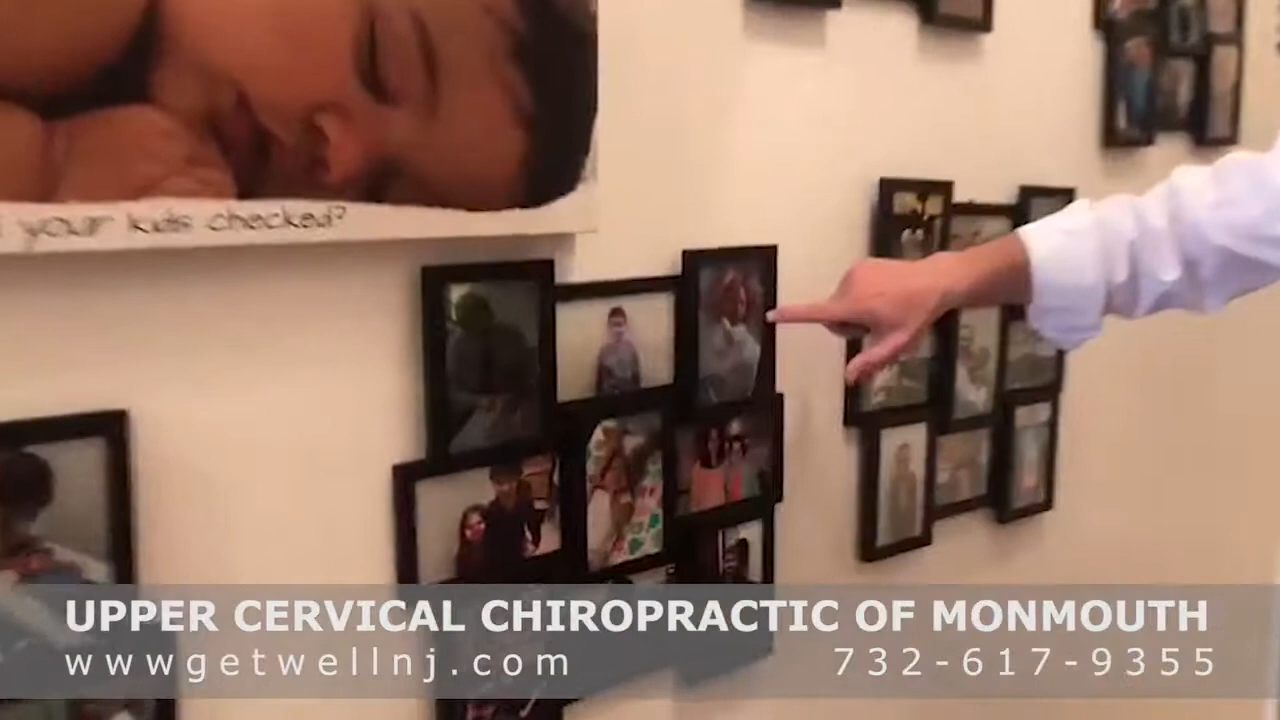 your kids checked?
UPPER CERVICAL CHIROPRACTIC OF MONMOUTH
wwwgetwellnj.com
732-617-9355